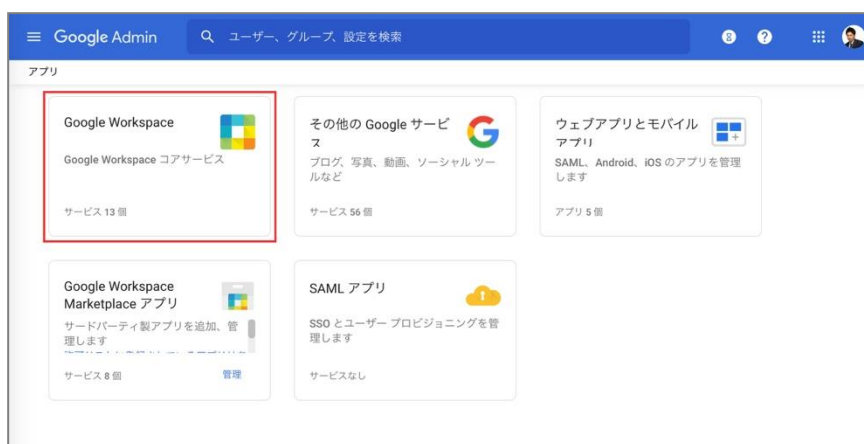 Google Admin
ユーザー、グループ、設定を検索
アプリ
Google Workspace
Google Workspace コアサービス
サービス 13 個
その他の Google サービ
ス
ブログ、写真、動画、ソーシャル ツー
ルなど
サービス 56 個
ウェブアプリとモバイル
アプリ
SAML、Android、iOS のアプリを管理
します
アプリ 5 個
Google Workspace
Marketplace アプリ
サードパーティ製アプリを追加、管
理します
サービス 8 個
管理
SAML アプリ
SSO とユーザー プロビジョニングを管
理します
サービスなし